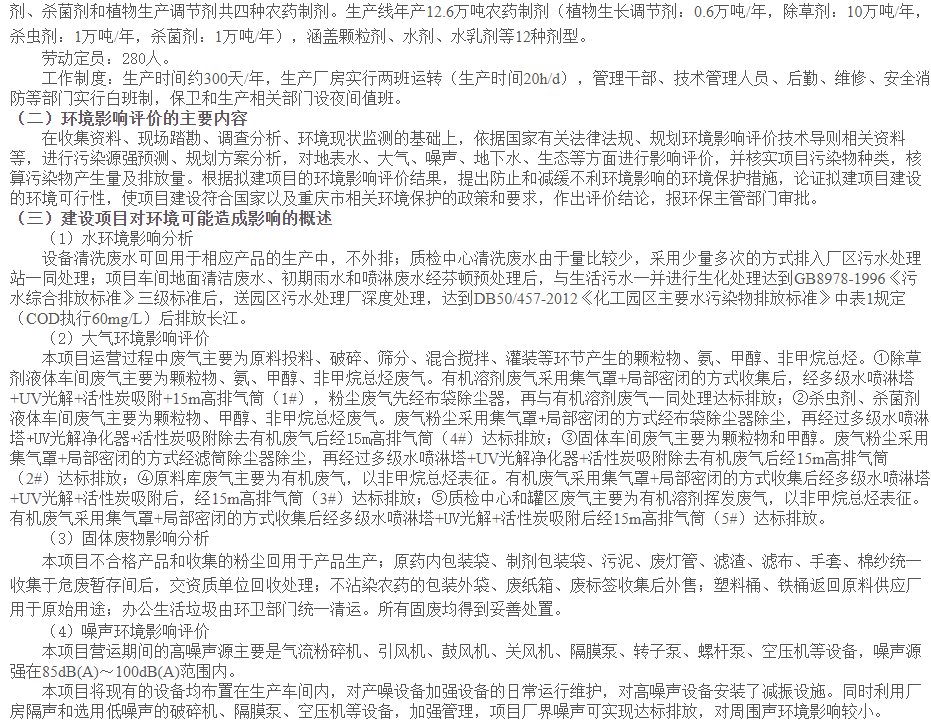 剂、杀菌剂和植物生产调节剂共四种农药制剂。生产线年产12.6万吨农药制剂（植物生长调节剂：0.6万吨/年，除草剂：10万吨/年，
杀虫剂：1万吨/年，杀菌剂：1万吨/年），涵盖颗粒剂、水剂、水乳剂等12种剂型。
劳动定员：280人。
工作制度：生产时间约300天/年，生产厂房实行两班运转（生产时间20h/d），管理干部、技术管理人员、后勤、维修、安全消
防等部门实行白班制，保卫和生产相关部门设夜间值班。
（二）环境影响评价的主要内容
在收集资料、现场踏勘、调查分析、环境现状监测的基础上，依据国家有关法律法规、规划环境影响评价技术导则相关资料
等，进行污染源强预测、规划方案分析，对地表水、大气、噪声、地下水、生态等方面进行影响评价，并核实项目污染物种类，核
算污染物产生量及排放量。根据拟建项目的环境影响评价结果，提出防止和减缓不利环境影响的环境保护措施，论证拟建项目建设
的环境可行性，使项目建设符合国家以及重庆市相关环境保护的政策和要求，作出评价结论，报环保主管部门审批。
（三）建设项目对环境可能造成影响的概述
（1）水环境影响分析
设备清洗废水可回用于相应产品的生产中，不外排；质检中心清洗废水由于量比较少，采用少量多次的方式排入厂区污水处理
站一同处理；项目车间地面清洁废水、初期雨水和喷淋废水经芬顿预处理后，与生活污水一并进行生化处理达到GB8978-1996《污
水综合排放标准》三级标准后，送园区污水处理厂深度处理，达到DB50/457-2012《化工园区主要水污染物排放标准》中表1规定
（COD执行60mg/L）后排放长江。
（2）大气环境影响评价
本项目运营过程中废气主要为原料投料、破碎、筛分、混合搅拌、灌装等环节产生的颗粒物、氨、甲醇、非甲烷总烃。①除草
剂液体车间废气主要为颗粒物、氨、甲醇、非甲烷总烃废气。有机溶剂废气采用集气罩+局部密闭的方式收集后，经多级水喷淋塔
+UV光解+活性炭吸附+15m高排气筒（1#），粉尘废气先经布袋除尘器，再与有机溶剂废气一同处理达标排放；②杀虫剂、杀菌剂
液体车间废气主要为颗粒物、甲醇、非甲烷总烃废气。废气粉尘采用集气罩+局部密闭的方式经布袋除尘器除尘，再经过多级水喷淋
塔+UV光解净化器+活性炭吸附除去有机废气后经15m高排气筒（4#）达标排放；③固体车间废气主要为颗粒物和甲醇。废气粉尘采用
集气罩+局部密闭的方式经滤筒除尘器除尘，再经过多级水喷淋塔+UV光解净化器+活性炭吸附除去有机废气后经15m高排气筒
（2#）达标排放；④原料库废气主要为有机废气，以非甲烷总烃表征。有机废气采用集气罩+局部密闭的方式收集后经多级水喷淋塔
+UV光解+活性炭吸附后，经15m高排气筒（3#）达标排放；⑤质检中心和罐区废气主要为有机溶剂挥发废气，以非甲烷总烃表征。
有机废气采用集气罩+局部密闭的方式收集后经多级水喷淋塔+UV光解+活性炭吸附后经15m高排气筒（5#）达标排放。
（3）固体废物影响分析
本项目不合格产品和收集的粉尘回用于产品生产；原药内包装袋、制剂包装袋、污泥、废灯管、滤渣、滤布、手套、棉纱统一
收集于危废暂存间后，交资质单位回收处理；不沾染农药的包装外袋、废纸箱、废标签收集后外售；塑料桶、铁桶返回原料供应厂
用于原始用途；办公生活垃圾由环卫部门统一清运。所有固废均得到妥善处置。
（4）噪声环境影响评价
本项目营运期间的高噪声源主要是气流粉碎机、引风机、鼓风机、关风机、隔膜泵、转子泵、螺杆泵、空压机等设备，噪声源
强在85dB(A)～100dB(A)范围内。
本项目将现有的设备均布置在生产车间内，对产噪设备加强设备的日常运行维护，对高噪声设备安装了减振设施。同时利用厂
房隔声和选用低噪声的破碎机、隔膜泵、空压机等设备，加强管理，项目厂界噪声可实现达标排放，对周围声环境影响较小。